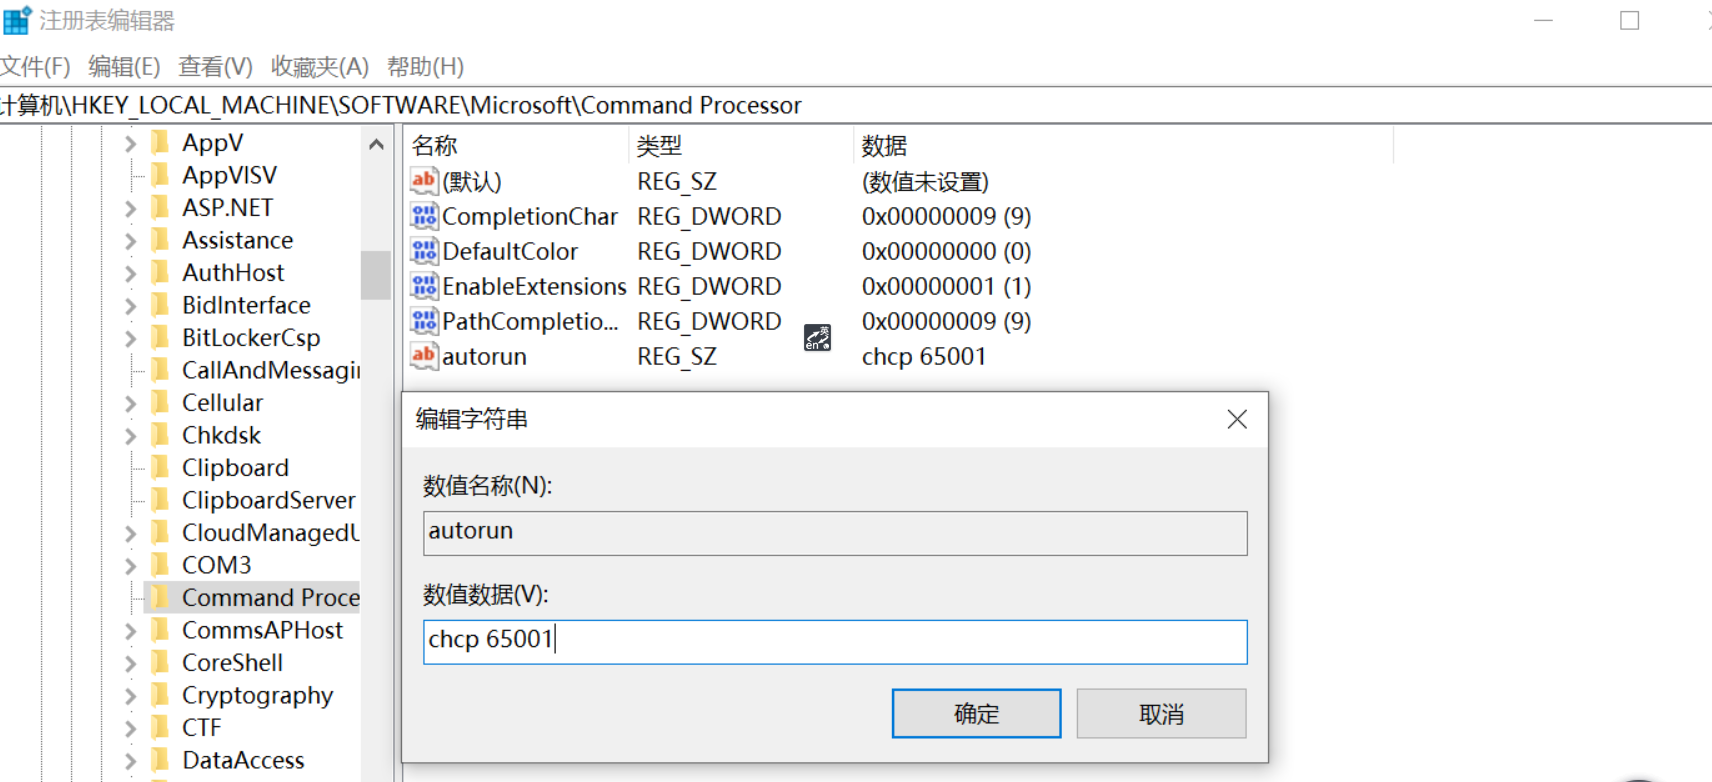 注册表编辑器
文件(F) 编辑(E) 查看(V) 收藏夹(A) 帮助(H)
计算机\HKEY_LOCAL_MACHINE\SOFTWARE\Microsoft\Command Processor
AppV
AppVISV
ASP.NET
Assistance
AuthHost
BidInterface
BitLockerCsp
CallAndMessagin
Cellular
Chkdsk
Clipboard
ClipboardServer
CloudManagedU
COM3
Command Proce
CommsAPHost
CoreShell
Cryptography
CTF
DataAccess
名称 类型 数据
(默认) REG_SZ (数值未设置)
CompletionChar REG_DWORD 0x00000009 (9)
DefaultColor REG_DWORD 0x00000000 (0)
EnableExtensions REG_DWORD 0x00000001 (1)
PathCompletio... REG_DWORD 0x00000009 (9)
autorun REG_SZ chcp 65001
英
en
编辑字符串
数值名称(N):
autorun
数值数据(V):
chcp 65001
确定 取消